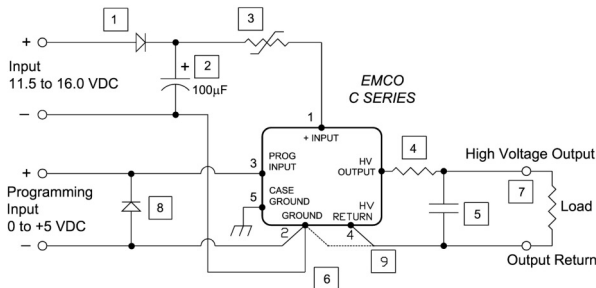 1
3
+
Input
11.5 to 16.0 VDC
−
+
2
100µF
EMCO
C SERIES
1
+ INPUT
+
Programming
Input
0 to +5 VDC
−
8
3
PROG
INPUT
5
CASE
GROUND
GROUND
2
HV
OUTPUT
HV
RETURN
4
4
5
6
9
High Voltage Output
7
Load
Output Return